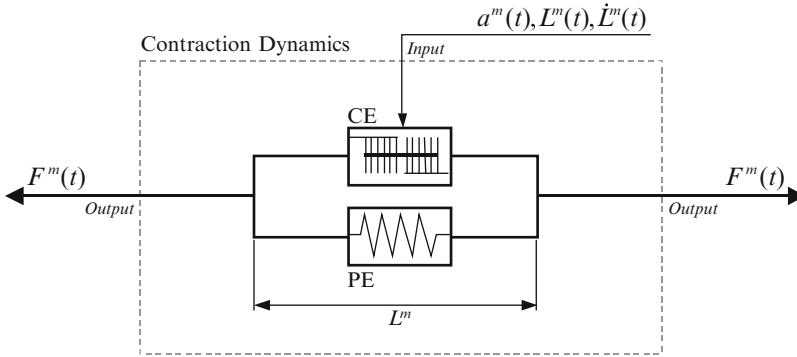 a^m(t), L^m(t), L̇^m(t)
Contraction Dynamics
Input
CE
F^m(t)
F^m(t)
Output
Output
PE
L^m